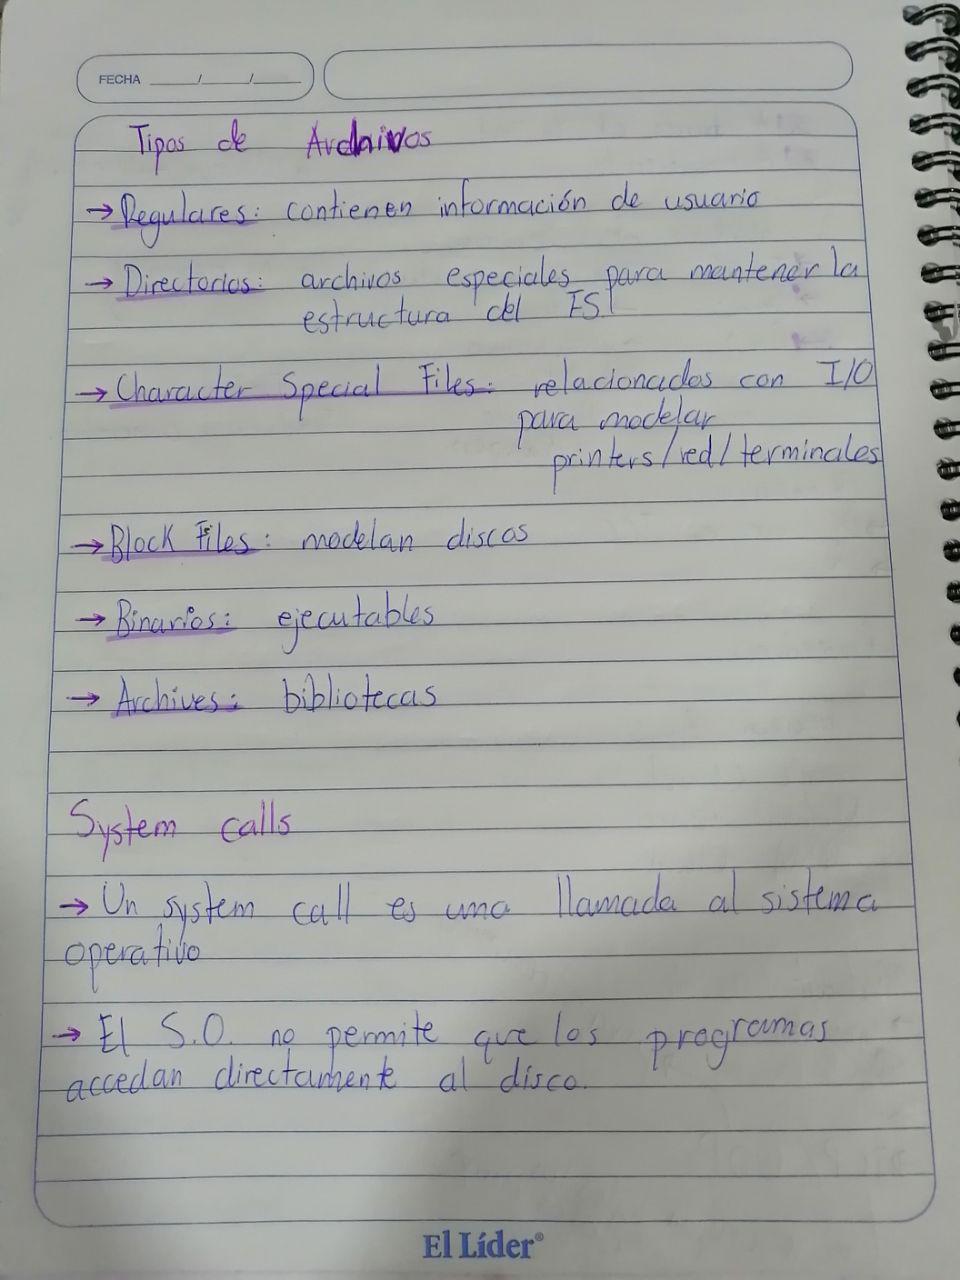 FECHA ____/____/____
Tipos de Archivos
→ Regulares: contienen información de usuario
→ Directorios: archivos especiales para mantener la
estructura del FS
→ Character Special Files: relacionados con I/O
para modelar
printers/red/terminales
→ Block Files: modelan discos
→ Binarios: ejecutables
→ Archives: bibliotecas
System calls
→ Un system call es una llamada al sistema
operativo
→ El S.O. no permite que los programas
accedan directamente al disco.
El Líder®